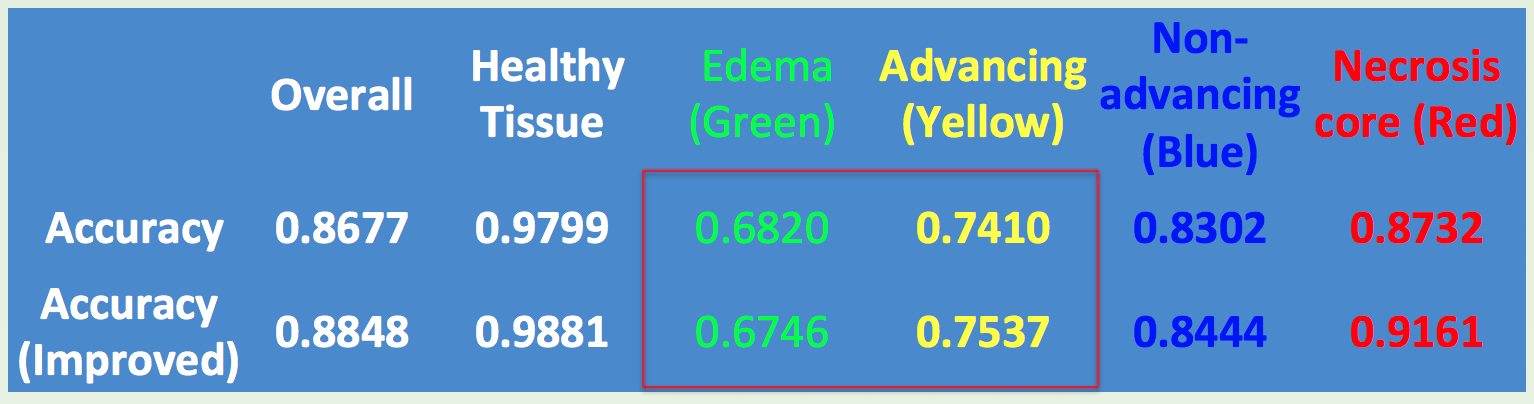 Overall
Healthy
Tissue
Edema
(Green)
Advancing
(Yellow)
Non-
advancing
(Blue)
Necrosis
core (Red)
Accuracy 0.8677 0.9799 0.6820 0.7410 0.8302 0.8732
Accuracy
(Improved) 0.8848 0.9881 0.6746 0.7537 0.8444 0.9161